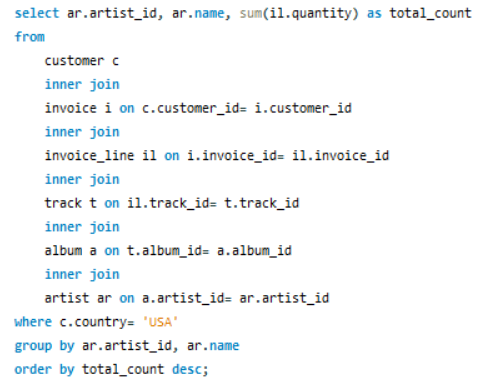 select ar.artist_id, ar.name, sum(il.quantity) as total_count
from
customer c
inner join
invoice i on c.customer_id= i.customer_id
inner join
invoice_line il on i.invoice_id= il.invoice_id
inner join
track t on il.track_id= t.track_id
inner join
album a on t.album_id= a.album_id
inner join
artist ar on a.artist_id= ar.artist_id
where c.country= 'USA'
group by ar.artist_id, ar.name
order by total_count desc;